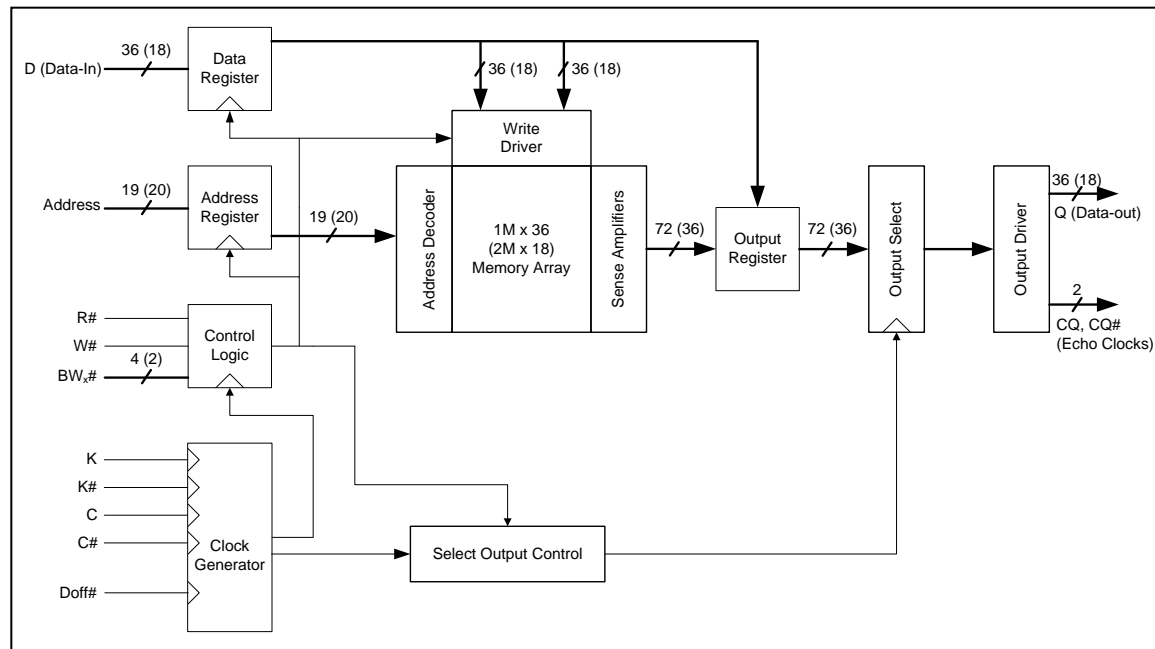 36 (18)
D (Data-In)
Data
Register
36 (18)
36 (18)
Write
Driver
19 (20)
Address
Address
Register
19 (20)
Address Decoder
1M x 36
(2M x 18)
Memory Array
Sense Amplifiers
72 (36)
Output
Register
72 (36)
Output Select
Output Driver
36 (18)
Q (Data-out)
2
CQ, CQ#
(Echo Clocks)
R#
W#
4 (2)
BWx#
Control
Logic
K
K#
C
C#
Doff#
Clock
Generator
Select Output Control